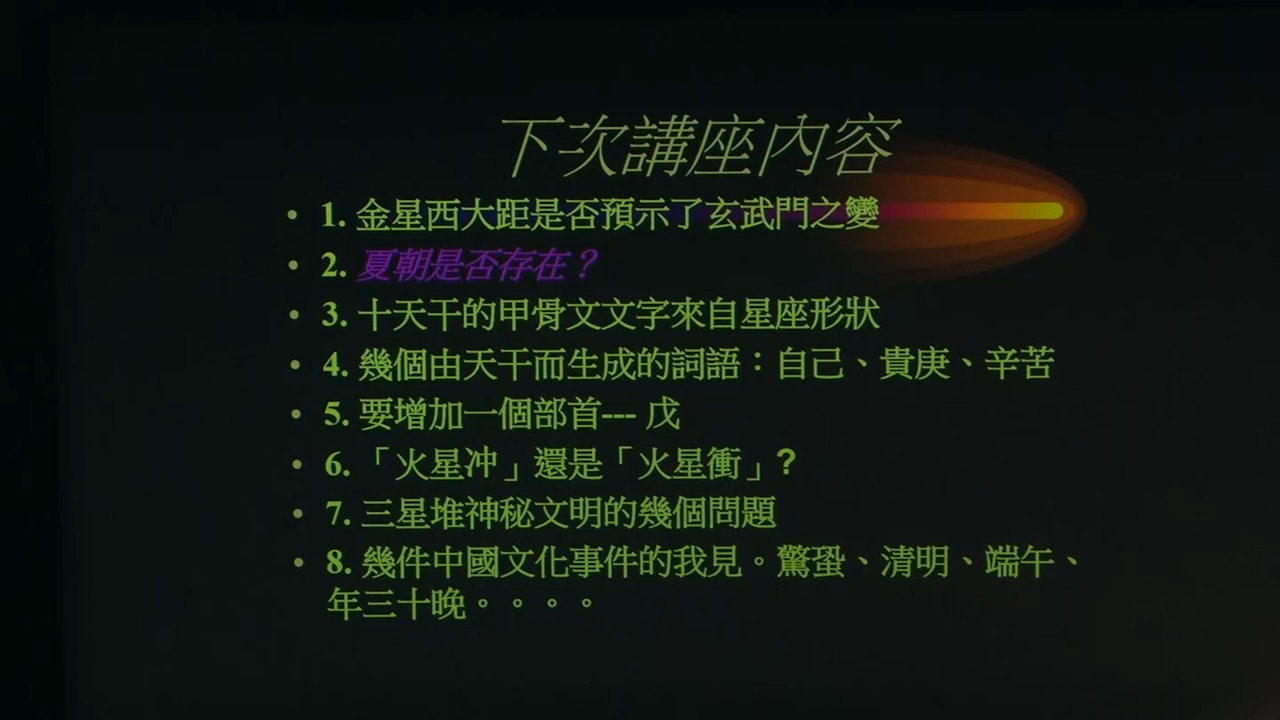 下次講座內容
• 1. 金星西大距是否預示了玄武門之變
• 2. 夏朝是否存在？
• 3. 十天干的甲骨文文字來自星座形狀
• 4. 幾個由天干而生成的詞語：自己、貴庚、辛苦
• 5. 要增加一個部首--- 戊
• 6. 「火星冲」還是「火星衝」?
• 7. 三星堆神秘文明的幾個問題
• 8. 幾件中國文化事件的我見。驚蛩、清明、端午、
年三十晚。。。。